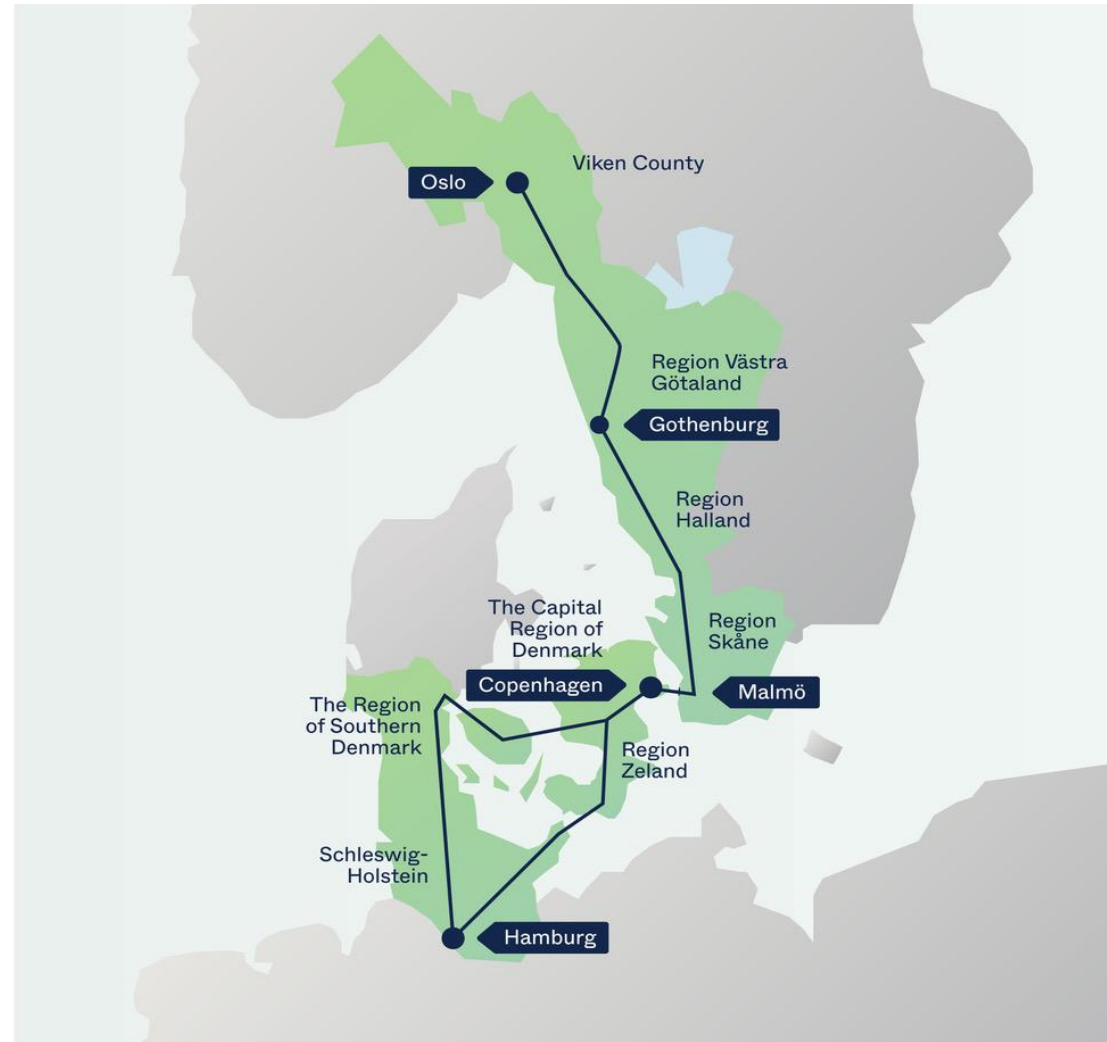 Viken County
Oslo
Region Västra
Götaland
Gothenburg
Region
Halland
The Capital
Region of
Denmark
Region
Skåne
Copenhagen
Malmö
The Region
of Southern
Denmark
Region
Zeland
Schleswig-
Holstein
Hamburg